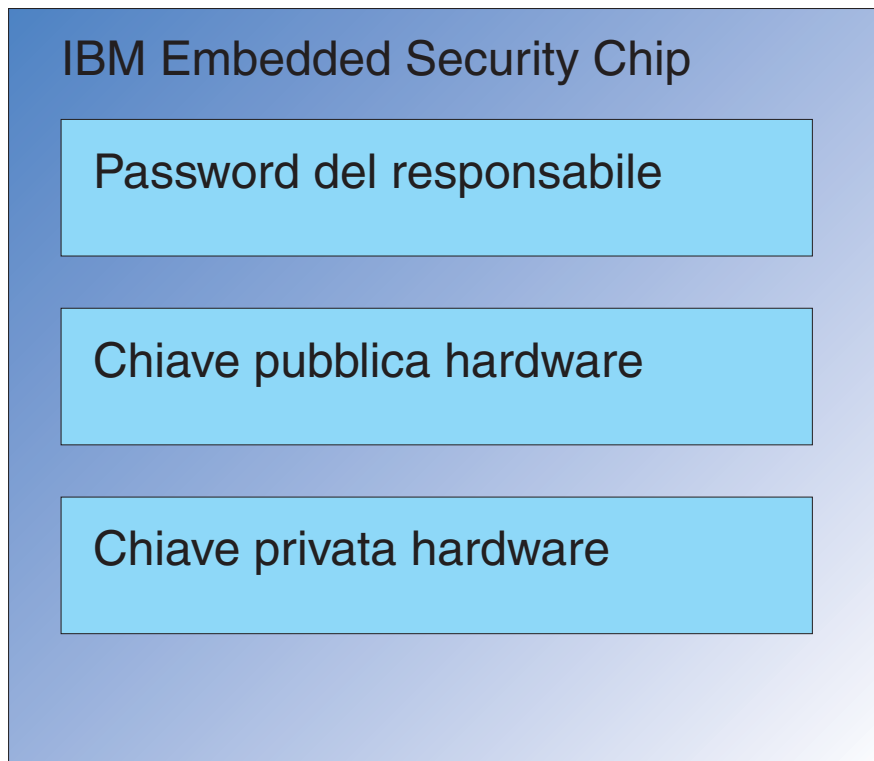 IBM Embedded Security Chip
Password del responsabile
Chiave pubblica hardware
Chiave privata hardware